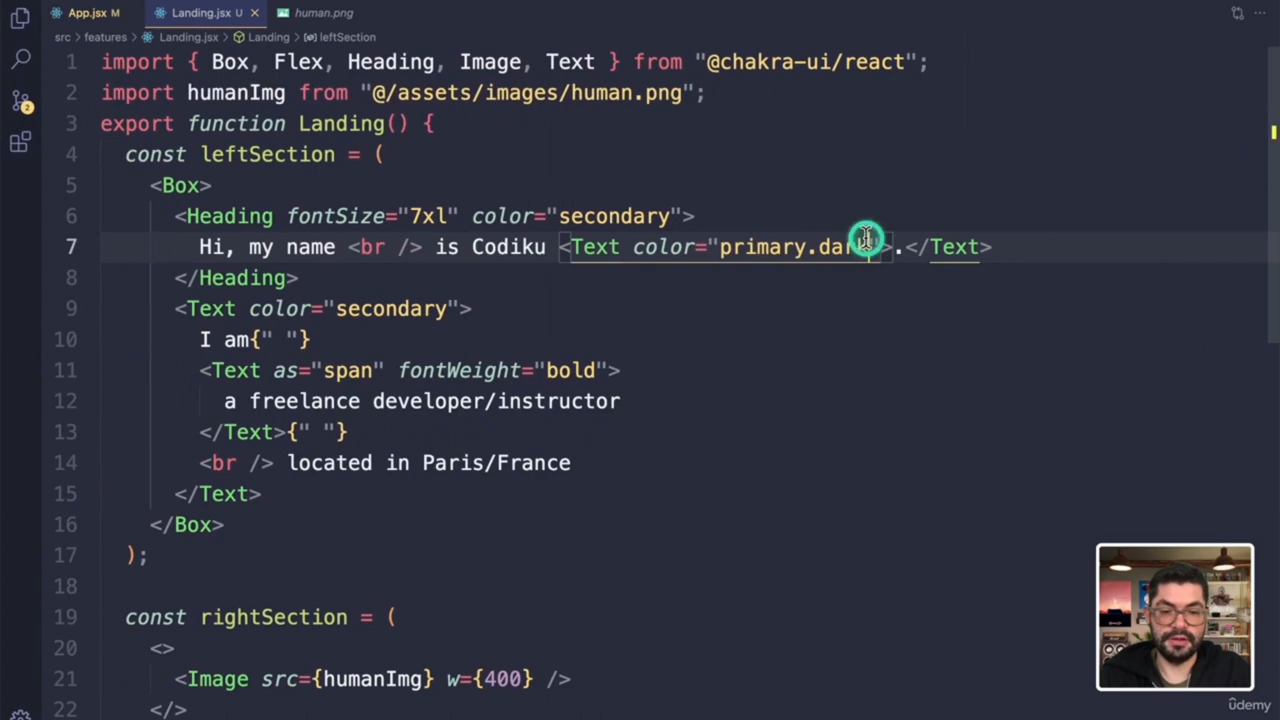 App.jsx M Landing.jsx U human.png
src › features › Landing.jsx › Landing › leftSection
1 import { Box, Flex, Heading, Image, Text } from "@chakra-ui/react";
2 import humanImg from "@/assets/images/human.png";
3 export function Landing() {
4 const leftSection = (
5 <Box>
6 <Heading fontSize="7xl" color="secondary">
7 Hi, my name <br /> is Codiku <Text color="primary.dark">.</Text>
8 </Heading>
9 <Text color="secondary">
10 I am{" "}
11 <Text as="span" fontWeight="bold">
12 a freelance developer/instructor
13 </Text>{" "}
14 <br /> located in Paris/France
15 </Text>
16 </Box>
17 );
18
19 const rightSection = (
20 <>
21 <Image src={humanImg} w={400} />
22 </>
2
ûdemy